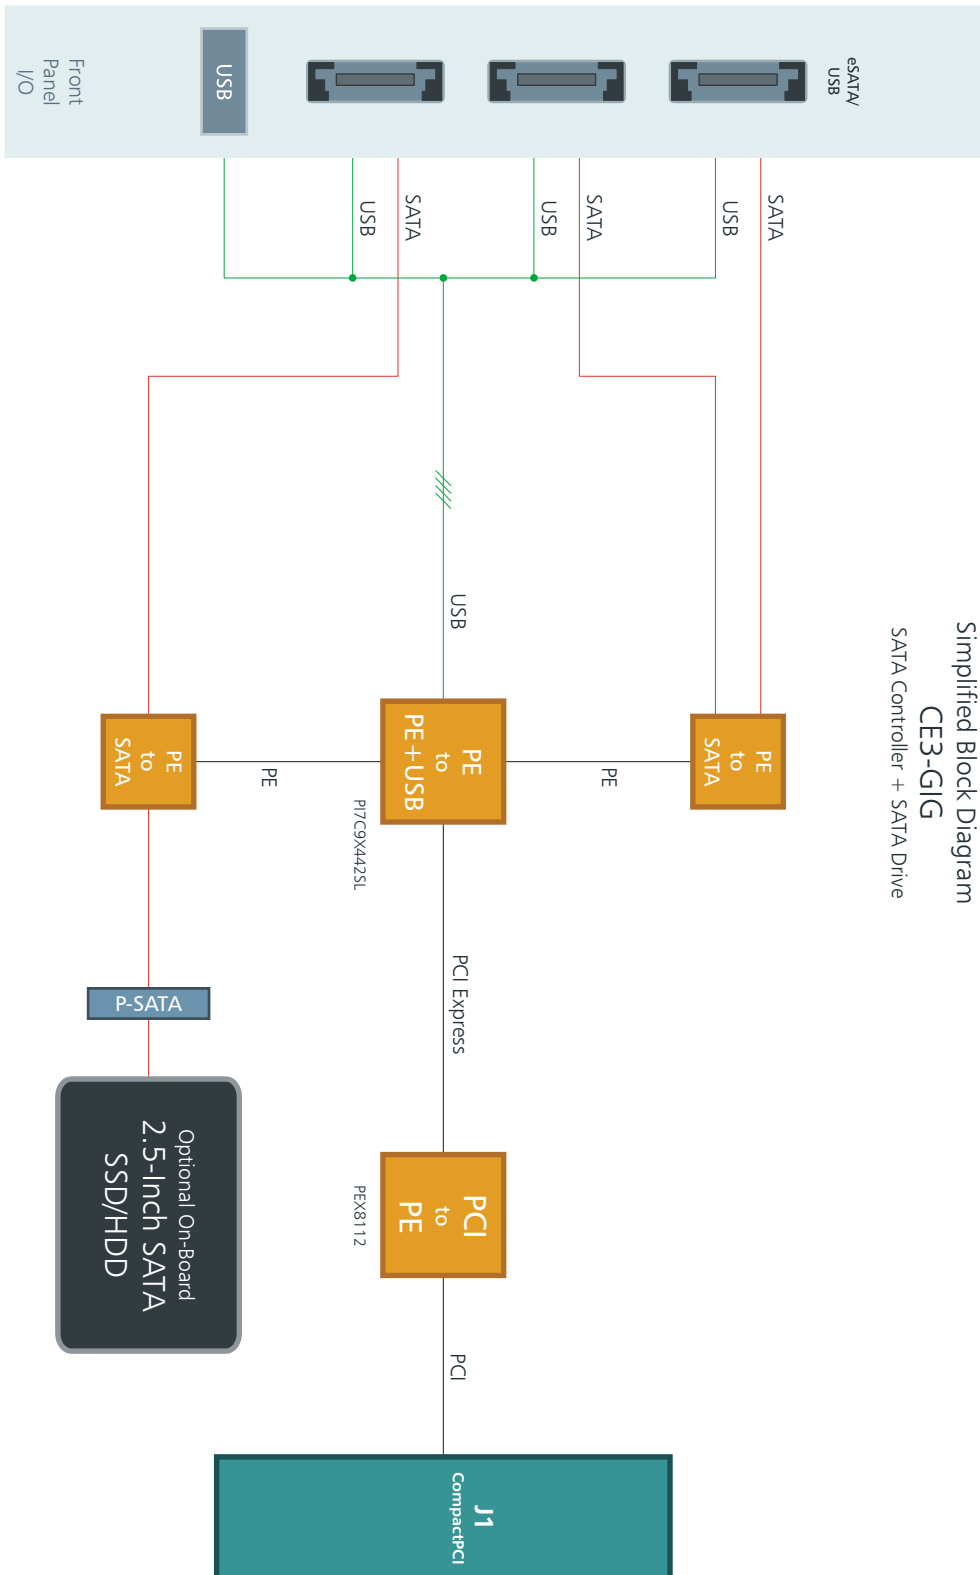 Simplified Block Diagram
CE3-GIG
SATA Controller + SATA Drive
eSATA/
USB
SATA
USB
SATA
USB
SATA
USB
USB
Front
Panel
I/O
USB
PE
to
SATA
PE
PE
to
PE+USB
PI7C9X442SL
PE
PE
to
SATA
PCI Express
P-SATA
PCI
to
PE
PEX8112
Optional On-Board
2.5-Inch SATA
SSD/HDD
PCI
J1
CompactPCI